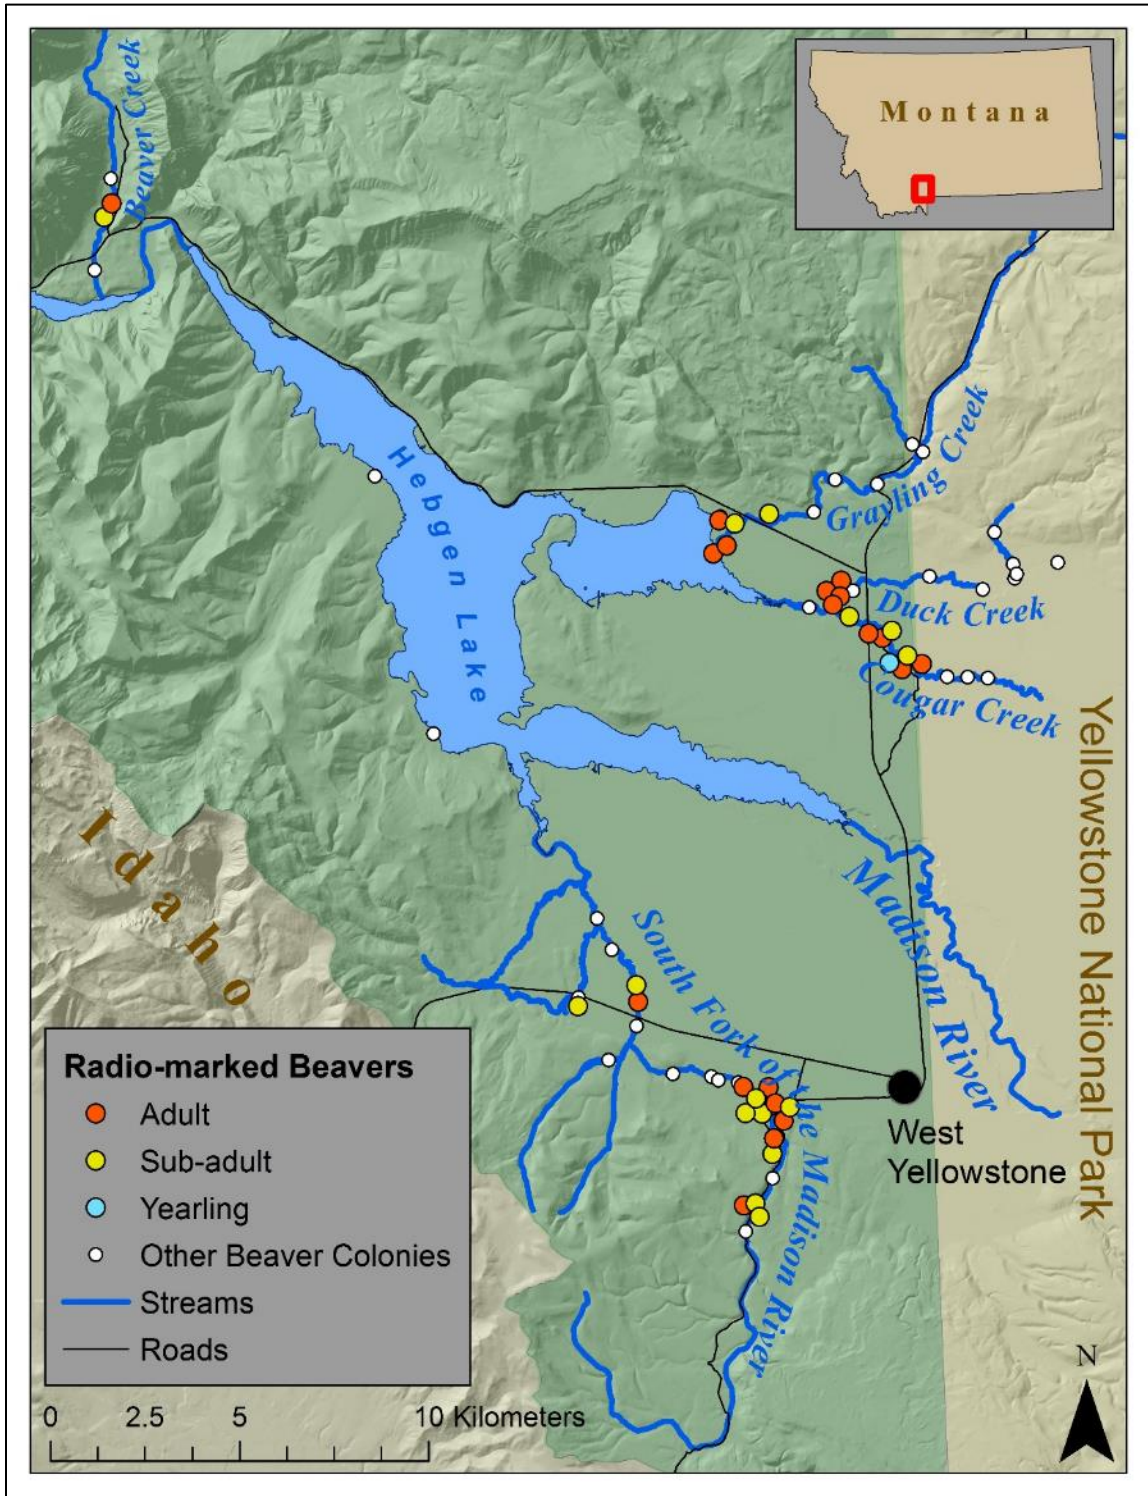 Beaver Creek
Montana
Grayling Creek
Hebgen Lake
Duck Creek
Cougar Creek
Yellowstone National Park
Idaho
Madison River
South Fork of the Madison River
West
Yellowstone
Radio-marked Beavers
Adult
Sub-adult
Yearling
Other Beaver Colonies
Streams
Roads
0 2.5 5 10 Kilometers
N